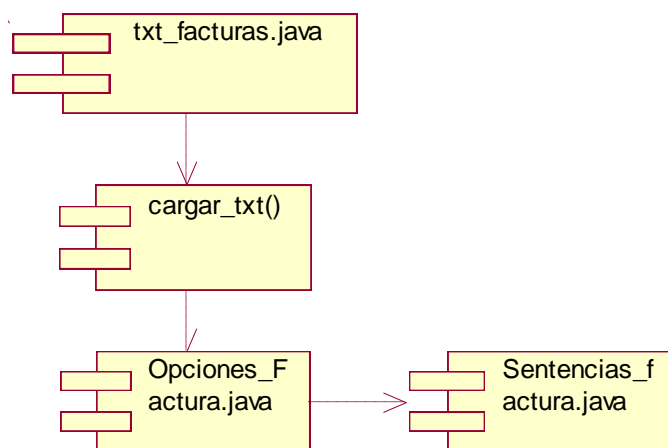 txt_facturas.java
cargar_txt()
Opciones_F
actura.java
Sentencias_f
actura.java